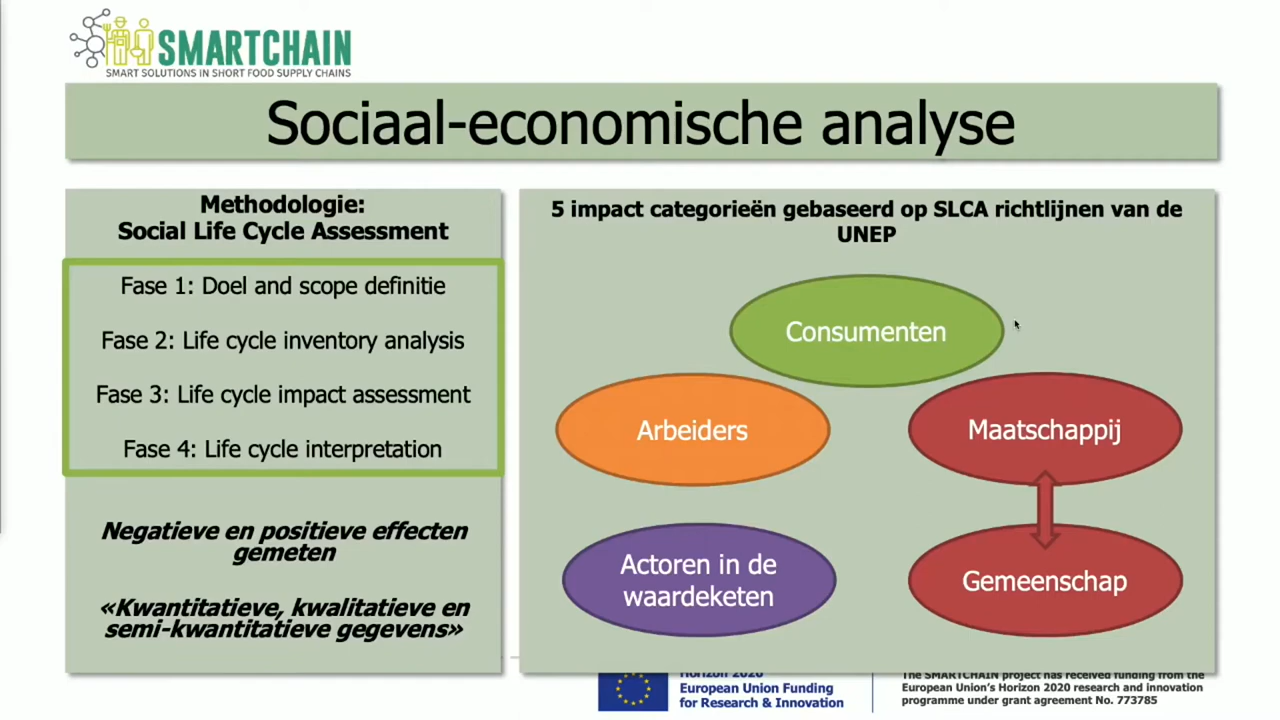 SMARTCHAIN
SMART SOLUTIONS IN SHORT FOOD SUPPLY CHAINS
Sociaal-economische analyse
Methodologie:
Social Life Cycle Assessment
Fase 1: Doel and scope definitie
Fase 2: Life cycle inventory analysis
Fase 3: Life cycle impact assessment
Fase 4: Life cycle interpretation
Negatieve en positieve effecten
gemeten
«Kwantitatieve, kwalitatieve en
semi-kwantitatieve gegevens»
5 impact categorieën gebaseerd op SLCA richtlijnen van de
UNEP
Consumenten
Arbeiders
Maatschappij
Actoren in de
waardeketen
Gemeenschap
Horizon 2020
European Union Funding
for Research & Innovation
The SMARTCHAIN project has received funding from the
European Union's Horizon 2020 research and innovation
programme under grant agreement No. 773785